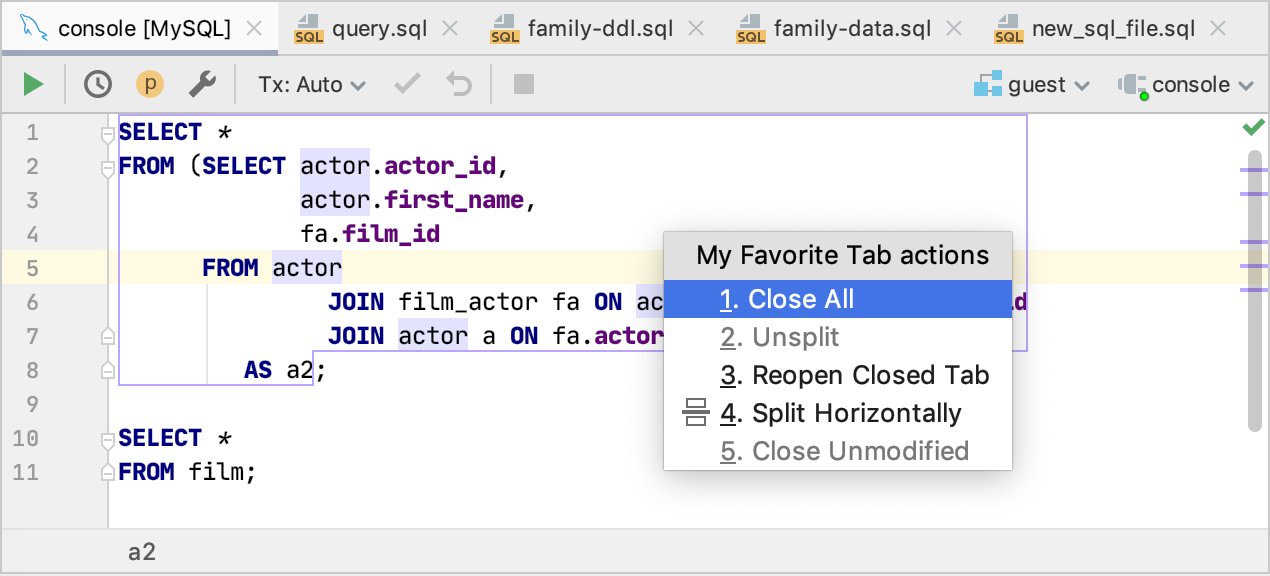 console [MySQL] query.sql family-ddl.sql family-data.sql new_sql_file.sql
SQL SQL SQL SQL
p Tx: Auto guest console
1 SELECT *
2 FROM (SELECT actor.actor_id,
3 actor.first_name,
4 fa.film_id
5 FROM actor
6 JOIN film_actor fa ON ac d
7 JOIN actor a ON fa.actor
8 AS a2;
9
10 SELECT *
11 FROM film;
My Favorite Tab actions
1. Close All
2. Unsplit
3. Reopen Closed Tab
4. Split Horizontally
5. Close Unmodified
a2